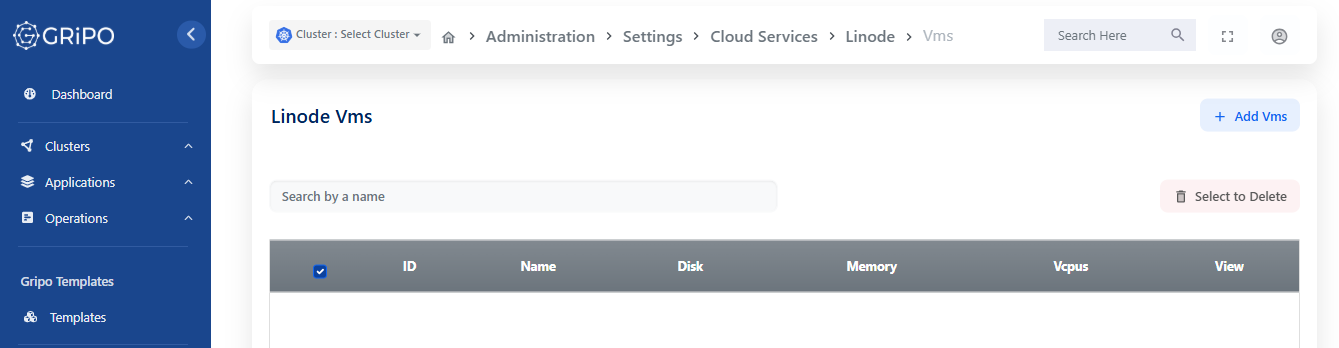 GRiPO
Dashboard
Clusters
Applications
Operations
Gripo Templates
Templates
Cluster : Select Cluster
Administration > Settings > Cloud Services > Linode > Vms
Search Here
Linode Vms
+ Add Vms
Search by a name
Select to Delete
ID Name Disk Memory Vcpus View